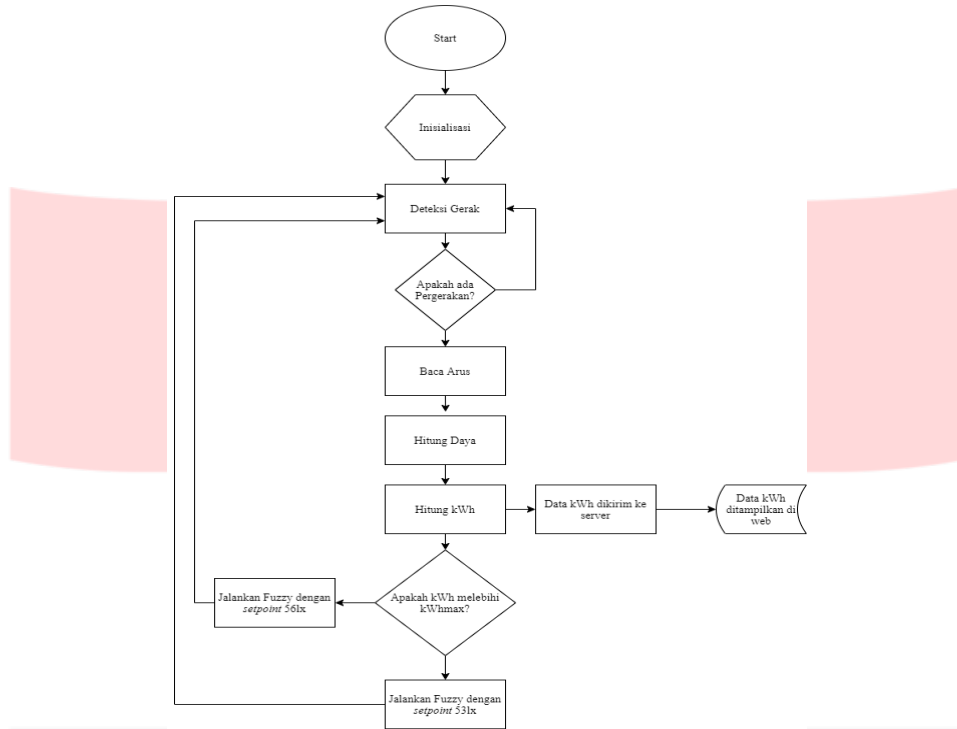 Start
Inisialisasi
Deteksi Gerak
Apakah ada
Pergerakan?
Baca Arus
Hitung Daya
Hitung kWh
Data kWh dikirim ke
server
Data kWh
ditampilkan di
web
Apakah kWh melebihi
kWhmax?
Jalankan Fuzzy dengan
setpoint 56lx
Jalankan Fuzzy dengan
setpoint 53lx